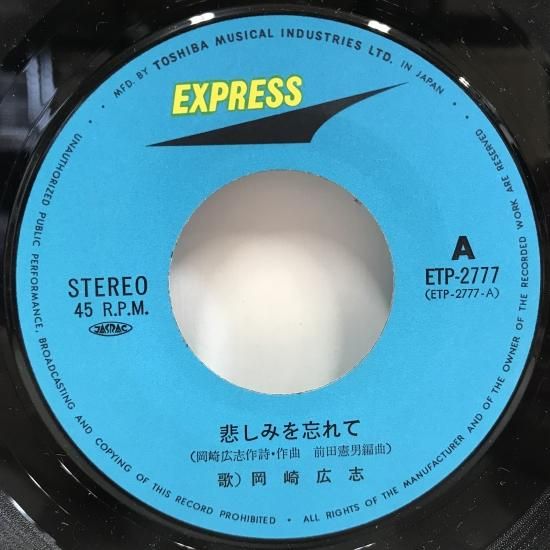 MFD. BY TOSHIBA MUSICAL INDUSTRIES LTD. IN JAPAN
EXPRESS
STEREO
45 R.P.M.
JASRAC
A
ETP-2777
(ETP-2777-A)
悲しみを忘れて
(岡崎広志作詩・作曲 前田憲男編曲)
歌) 岡崎広志
UNAUTHORIZED PUBLIC PERFORMANCE, BROADCASTING AND COPYING OF THIS RECORD PROHIBITED • ALL RIGHTS OF THE MANUFACTURER AND OF THE OWNER OF THE RECORDED WORK ARE RESERVED